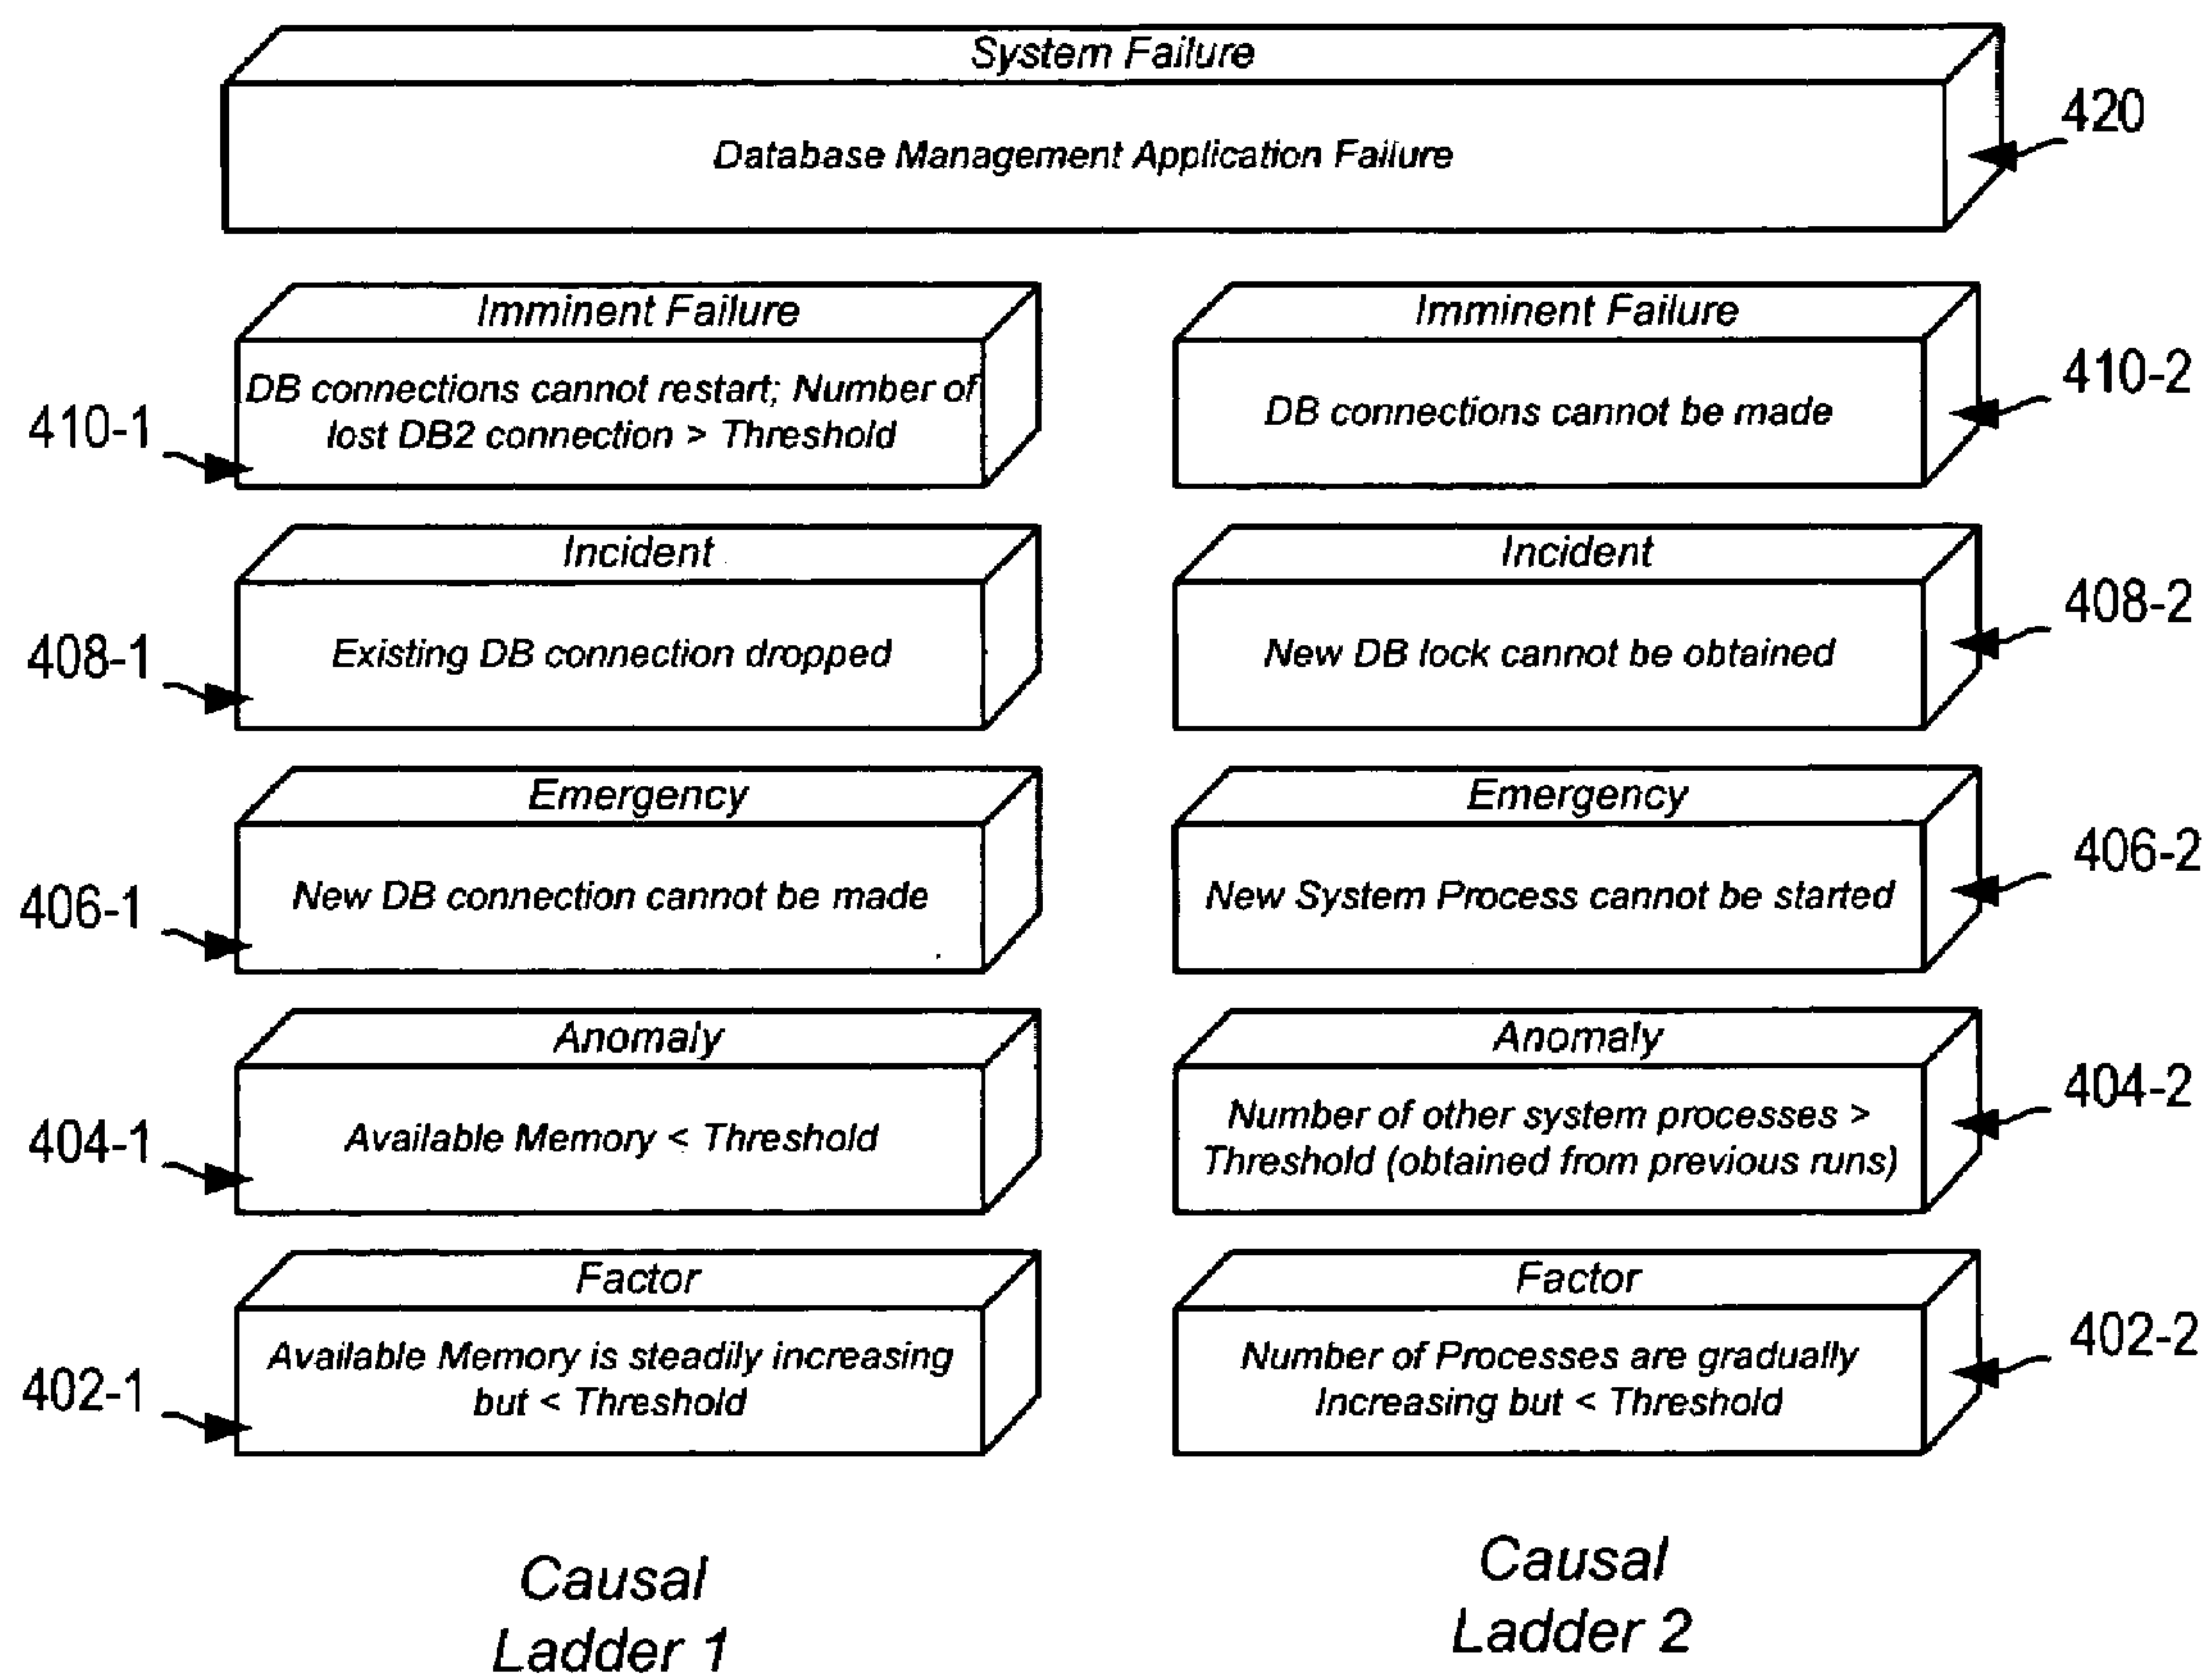 System Failure
Database Management Application Failure
420
Imminent Failure
DB connections cannot restart; Number of
lost DB2 connection > Threshold
410-1
Imminent Failure
DB connections cannot be made
410-2
Incident
Existing DB connection dropped
408-1
Incident
New DB lock cannot be obtained
408-2
Emergency
New DB connection cannot be made
406-1
Emergency
New System Process cannot be started
406-2
Anomaly
Available Memory < Threshold
404-1
Anomaly
Number of other system processes >
Threshold (obtained from previous runs)
404-2
Factor
Available Memory is steadily increasing
but < Threshold
402-1
Factor
Number of Processes are gradually
Increasing but < Threshold
402-2
Causal
Ladder 1
Causal
Ladder 2